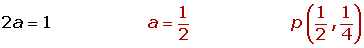 2a = 1 a = 1/2 p(1/2, 1/4)